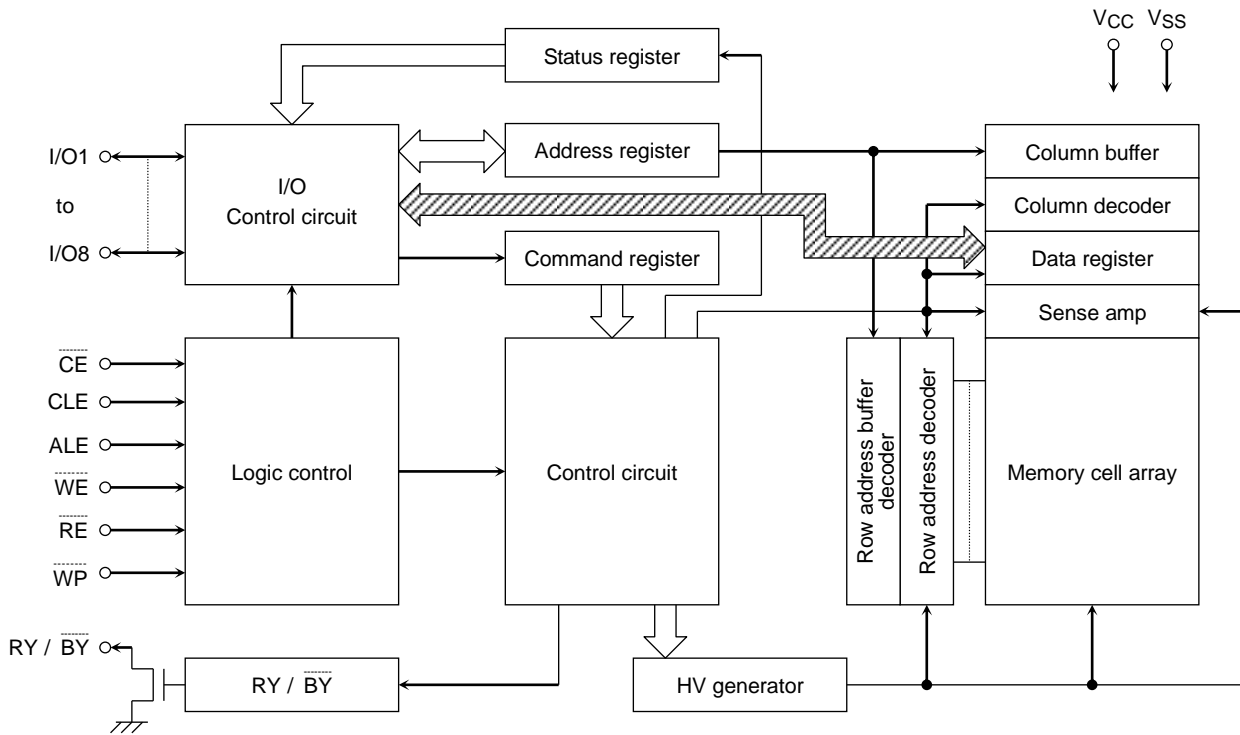 VCC VSS
Status register
I/O1
to
I/O8
I/O
Control circuit
Address register
Command register
Column buffer
Column decoder
Data register
Sense amp
Memory cell array
CE
CLE
ALE
WE
RE
WP
Logic control
Control circuit
Row address buffer
decoder
Row address decoder
RY / BY
RY / BY
HV generator